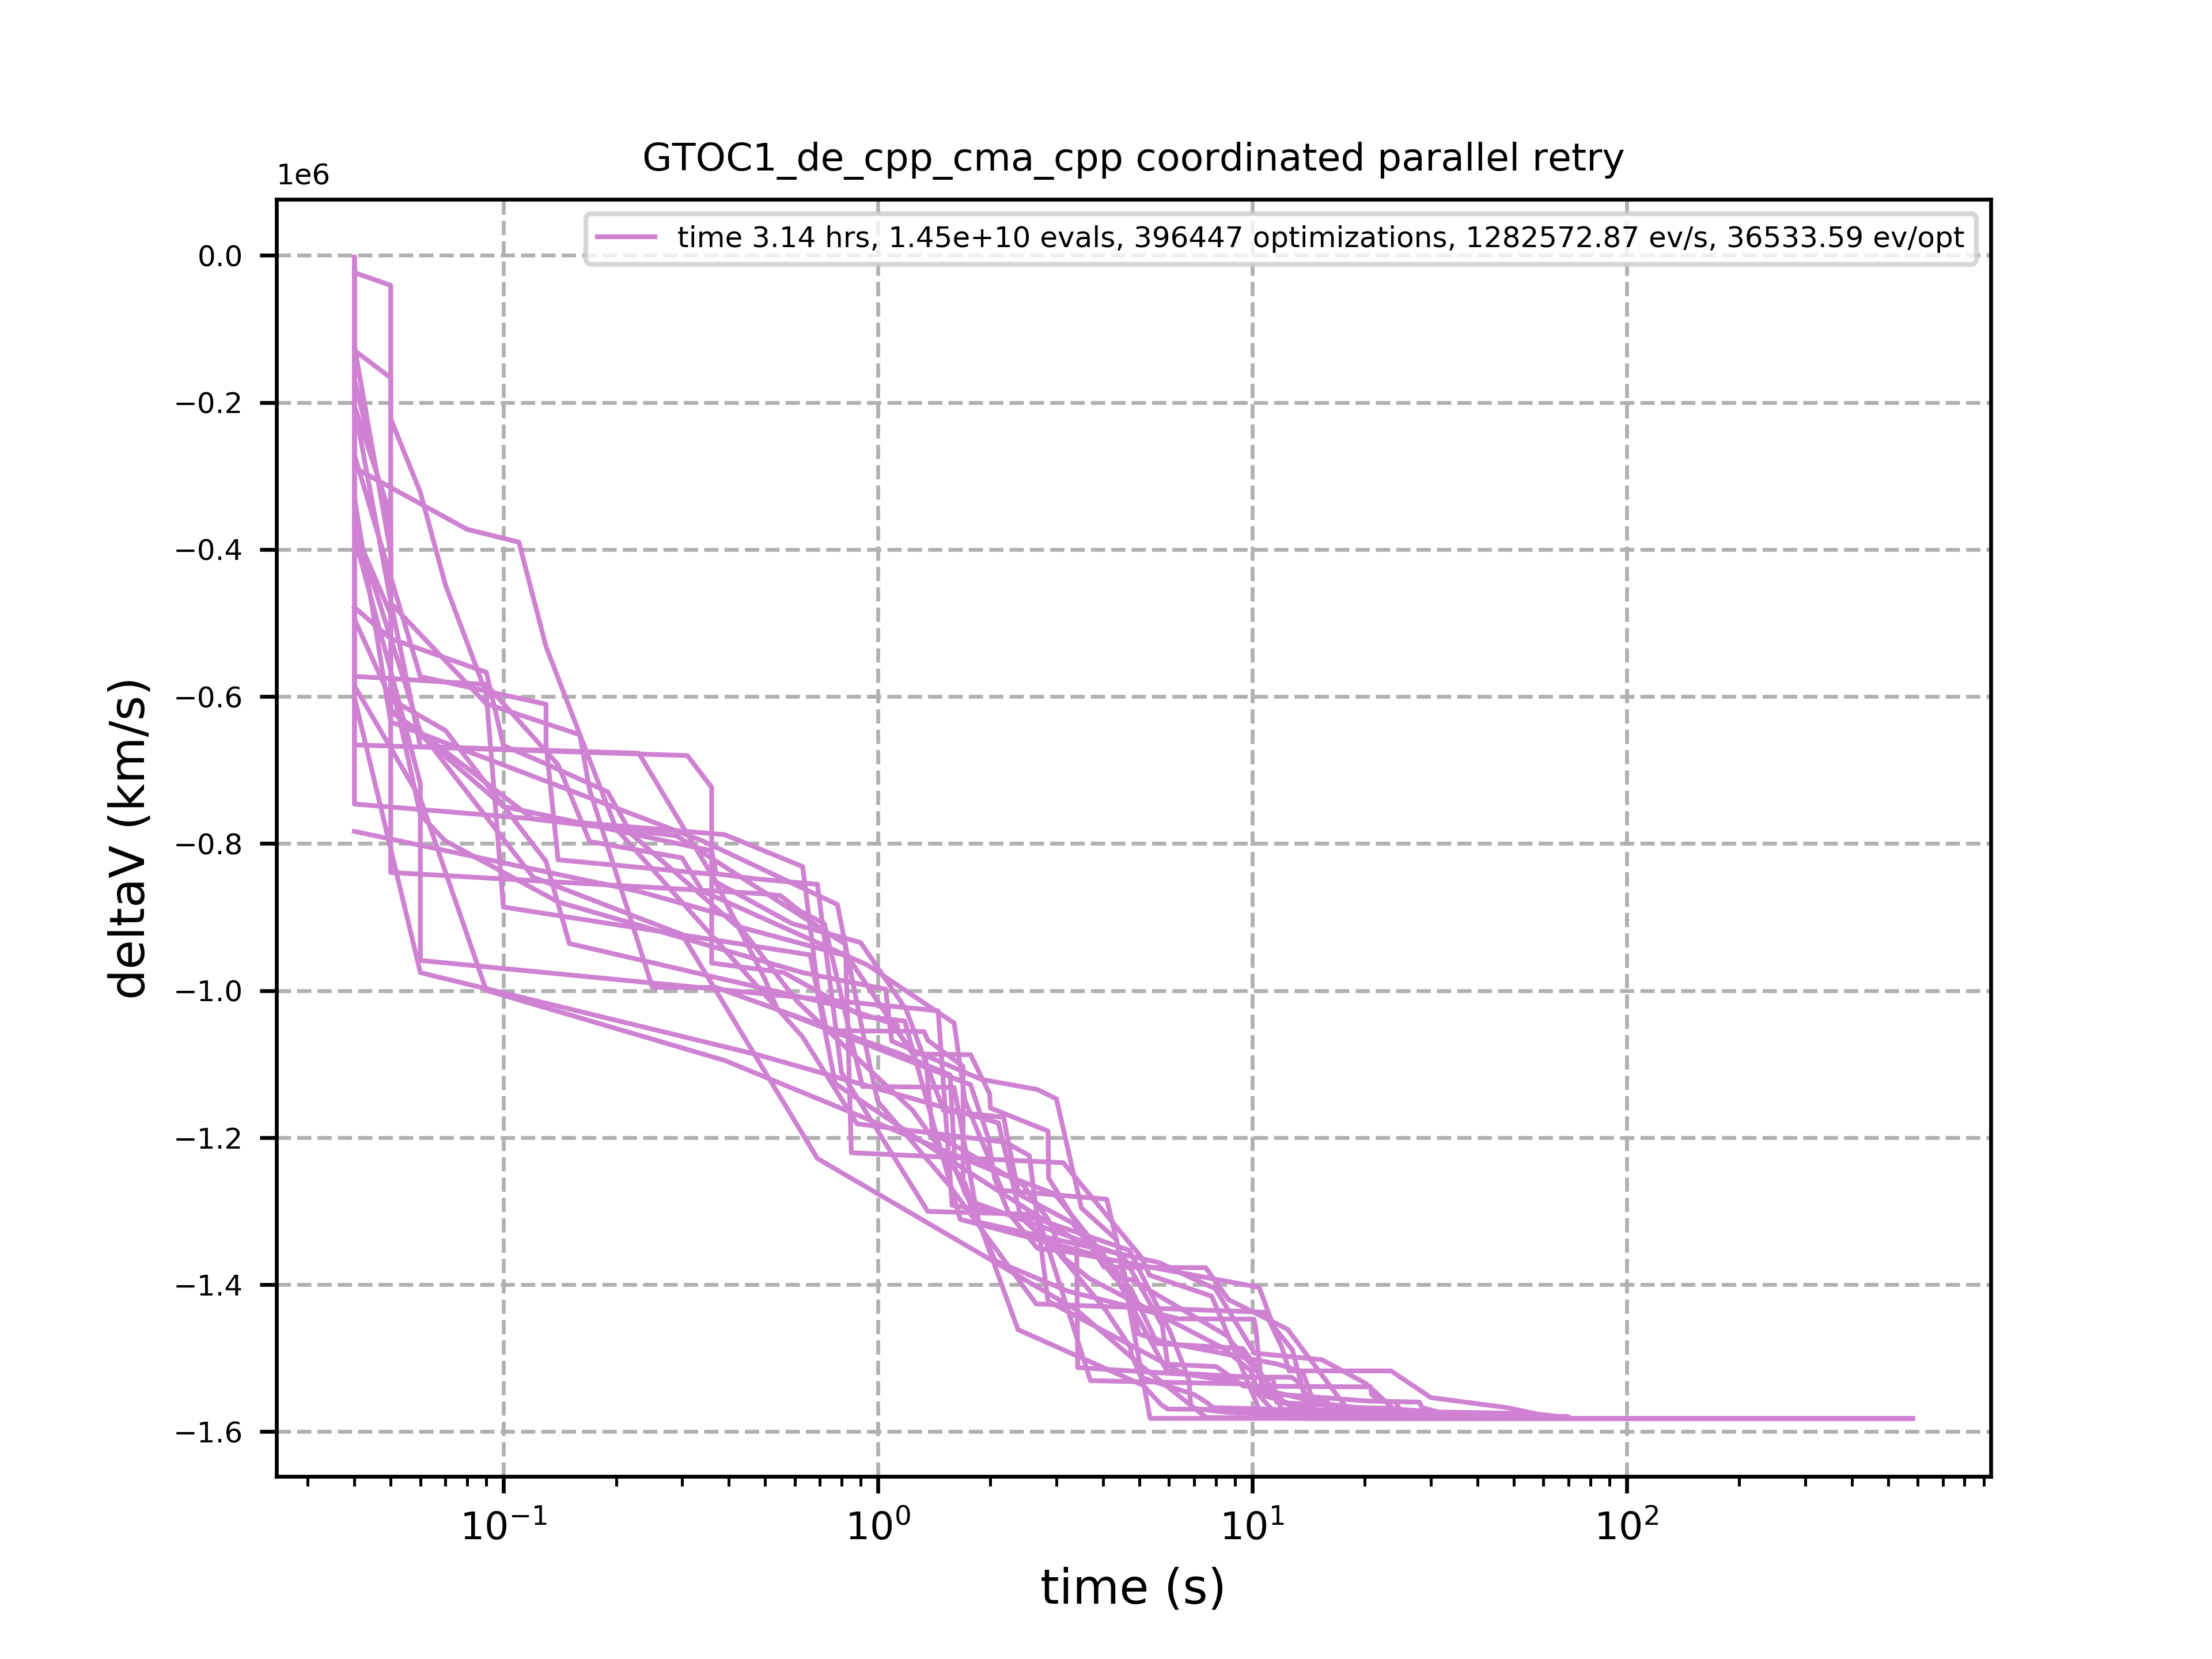 GTOC1_de_cpp_cma_cpp coordinated parallel retry
1e6
time 3.14 hrs, 1.45e+10 evals, 396447 optimizations, 1282572.87 ev/s, 36533.59 ev/opt
0.0
−0.2
−0.4
−0.6
−0.8
−1.0
−1.2
−1.4
−1.6
deltaV (km/s)
10⁻¹ 10⁰ 10¹ 10²
time (s)